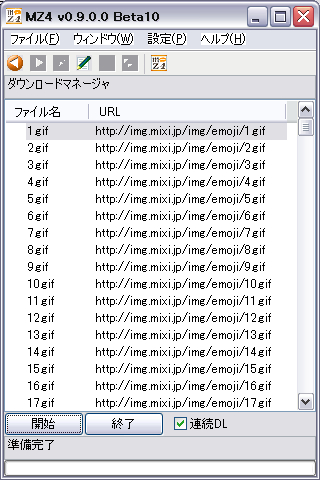 MZ4 v0.9.0.0 Beta10
ファイル(F) ウィンドウ(W) 設定(P) ヘルプ(H)
ダウンロードマネージャ
ファイル名 URL
1.gif http://img.mixi.jp/img/emoji/1.gif
2.gif http://img.mixi.jp/img/emoji/2.gif
3.gif http://img.mixi.jp/img/emoji/3.gif
4.gif http://img.mixi.jp/img/emoji/4.gif
5.gif http://img.mixi.jp/img/emoji/5.gif
6.gif http://img.mixi.jp/img/emoji/6.gif
7.gif http://img.mixi.jp/img/emoji/7.gif
8.gif http://img.mixi.jp/img/emoji/8.gif
9.gif http://img.mixi.jp/img/emoji/9.gif
10.gif http://img.mixi.jp/img/emoji/10.gif
11.gif http://img.mixi.jp/img/emoji/11.gif
12.gif http://img.mixi.jp/img/emoji/12.gif
13.gif http://img.mixi.jp/img/emoji/13.gif
14.gif http://img.mixi.jp/img/emoji/14.gif
15.gif http://img.mixi.jp/img/emoji/15.gif
16.gif http://img.mixi.jp/img/emoji/16.gif
17.gif http://img.mixi.jp/img/emoji/17.gif
開始 終了 連続DL
準備完了